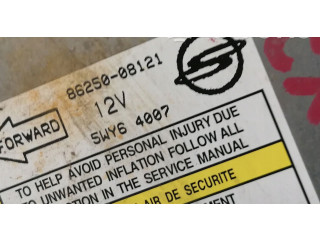 86250-08121
12V
5WY6 4007
FORWARD
TO HELP AVOID PERSONAL INJURY DUE
TO UNWANTED INFLATION FOLLOW ALL
IN THE SERVICE MANUAL
AIR DE SECURITE